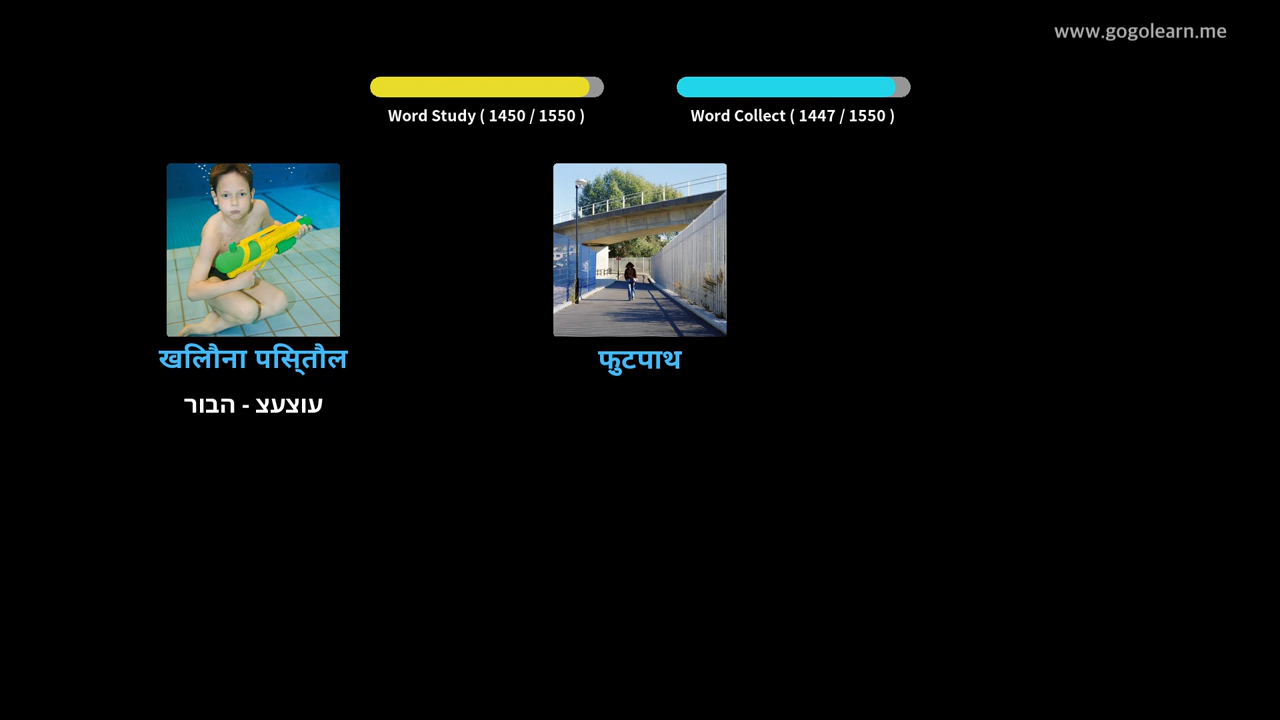 www.gogolearn.me
Word Study ( 1450 / 1550 )
Word Collect ( 1447 / 1550 )
खलिौना पसि्तौल
फुटपाथ
עוצעצ - הבור